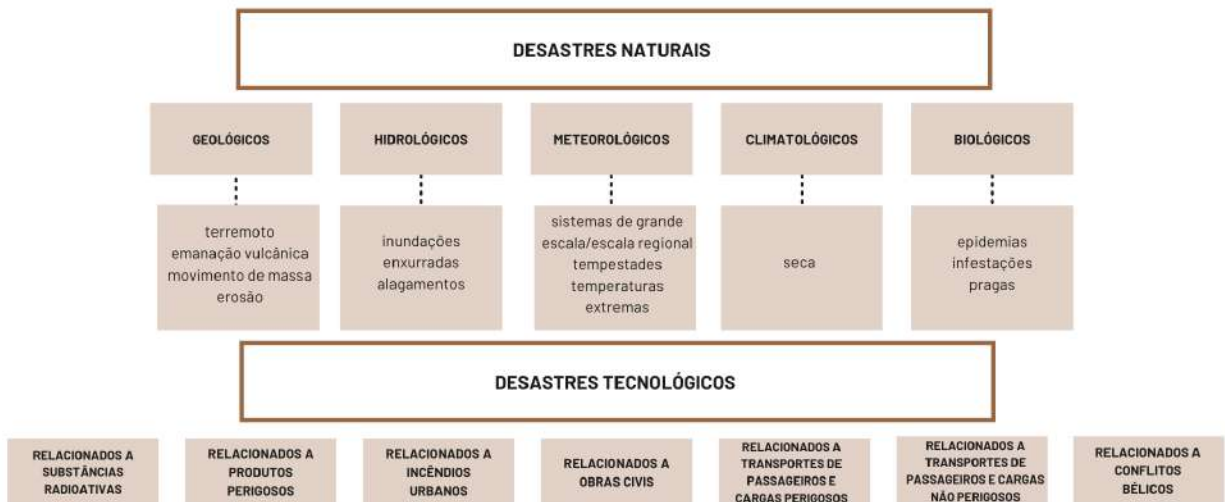 DESASTRES NATURAIS
GEOLÓGICOS
HIDROLÓGICOS
METEOROLÓGICOS
CLIMATOLÓGICOS
BIOLÓGICOS
terremoto
emanação vulcânica
movimento de massa
erosão
inundações
enxurradas
alagamentos
sistemas de grande
escala/escala regional
tempestades
temperaturas
extremas
seca
epidemias
infestações
pragas
DESASTRES TECNOLÓGICOS
RELACIONADOS A
SUBSTÂNCIAS
RADIOATIVAS
RELACIONADOS A
PRODUTOS
PERIGOSOS
RELACIONADOS A
INCÊNDIOS
URBANOS
RELACIONADOS A
OBRAS CIVIS
RELACIONADOS A
TRANSPORTES DE
PASSAGEIROS E
CARGAS PERIGOSOS
RELACIONADOS A
TRANSPORTES DE
PASSAGEIROS E CARGAS
NÃO PERIGOSOS
RELACIONADOS A
CONFLITOS
BÉLICOS